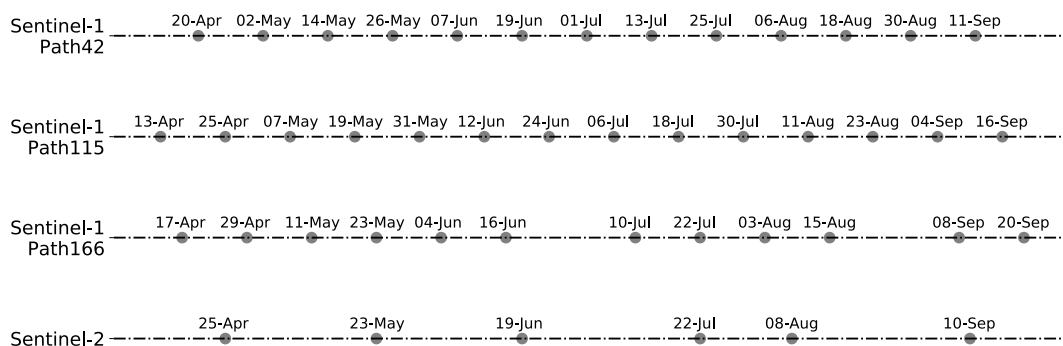 20-Apr 02-May 14-May 26-May 07-Jun 19-Jun 01-Jul 13-Jul 25-Jul 06-Aug 18-Aug 30-Aug 11-Sep
Sentinel-1
Path42
13-Apr 25-Apr 07-May 19-May 31-May 12-Jun 24-Jun 06-Jul 18-Jul 30-Jul 11-Aug 23-Aug 04-Sep 16-Sep
Sentinel-1
Path115
17-Apr 29-Apr 11-May 23-May 04-Jun 16-Jun 10-Jul 22-Jul 03-Aug 15-Aug 08-Sep 20-Sep
Sentinel-1
Path166
25-Apr 23-May 19-Jun 22-Jul 08-Aug 10-Sep
Sentinel-2